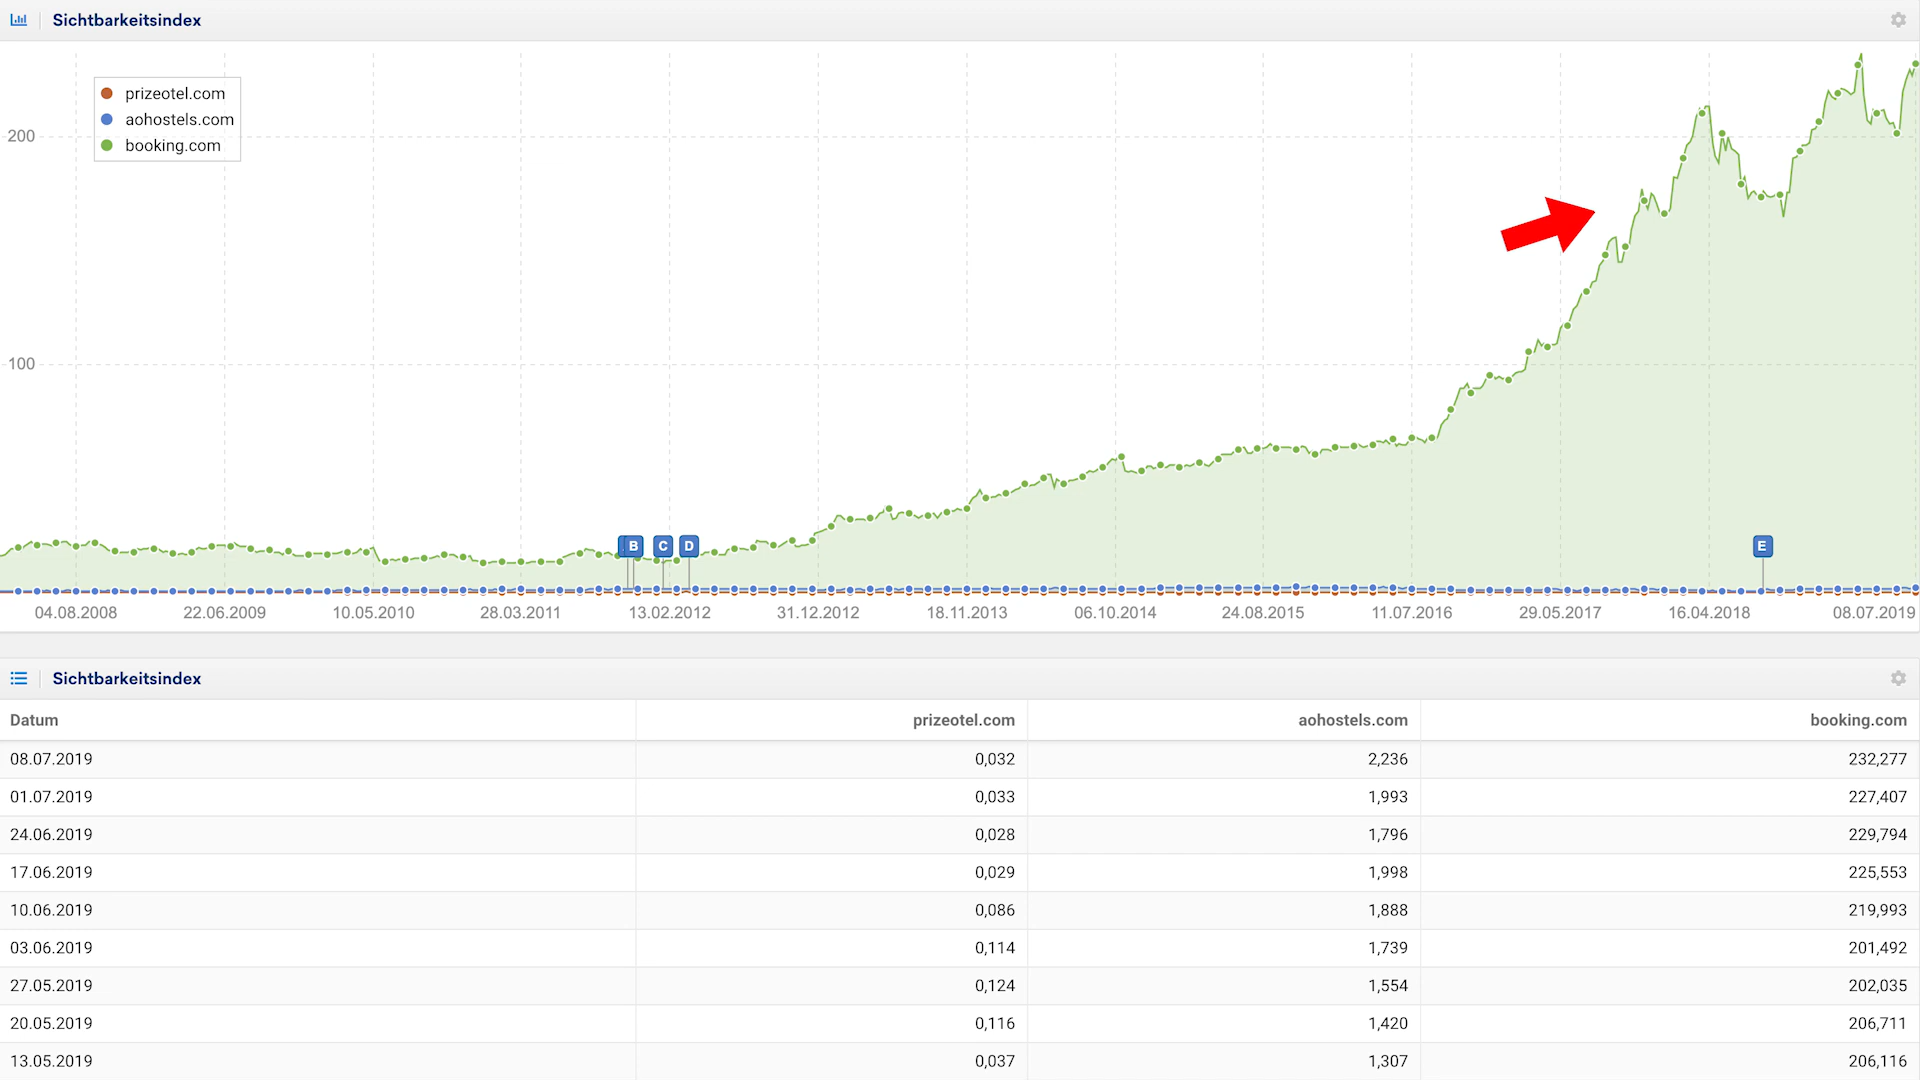 Sichtbarkeitsindex
prizeotel.com
aohostels.com
booking.com
200
100
B C D E
04.08.2008 22.06.2009 10.05.2010 28.03.2011 13.02.2012 31.12.2012 18.11.2013 06.10.2014 24.08.2015 11.07.2016 29.05.2017 16.04.2018 08.07.2019
Sichtbarkeitsindex
Datum prizeotel.com aohostels.com booking.com
08.07.2019 0,032 2,236 232,277
01.07.2019 0,033 1,993 227,407
24.06.2019 0,028 1,796 229,794
17.06.2019 0,029 1,998 225,553
10.06.2019 0,086 1,888 219,993
03.06.2019 0,114 1,739 201,492
27.05.2019 0,124 1,554 202,035
20.05.2019 0,116 1,420 206,711
13.05.2019 0,037 1,307 206,116